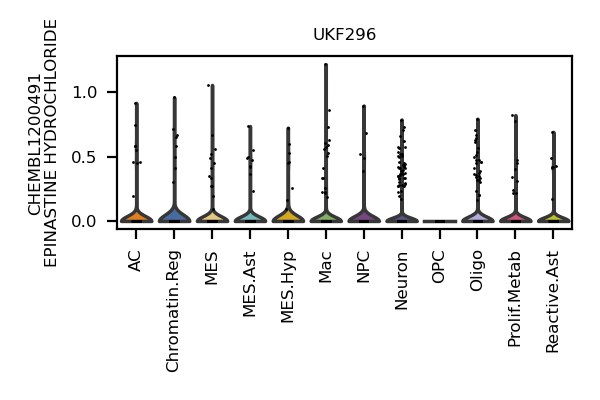 UKF296
CHEMBL1200491
EPINASTINE HYDROCHLORIDE
1.0
0.5
0.0
AC
Chromatin.Reg
MES
MES.Ast
MES.Hyp
Mac
NPC
Neuron
OPC
Oligo
Prolif.Metab
Reactive.Ast